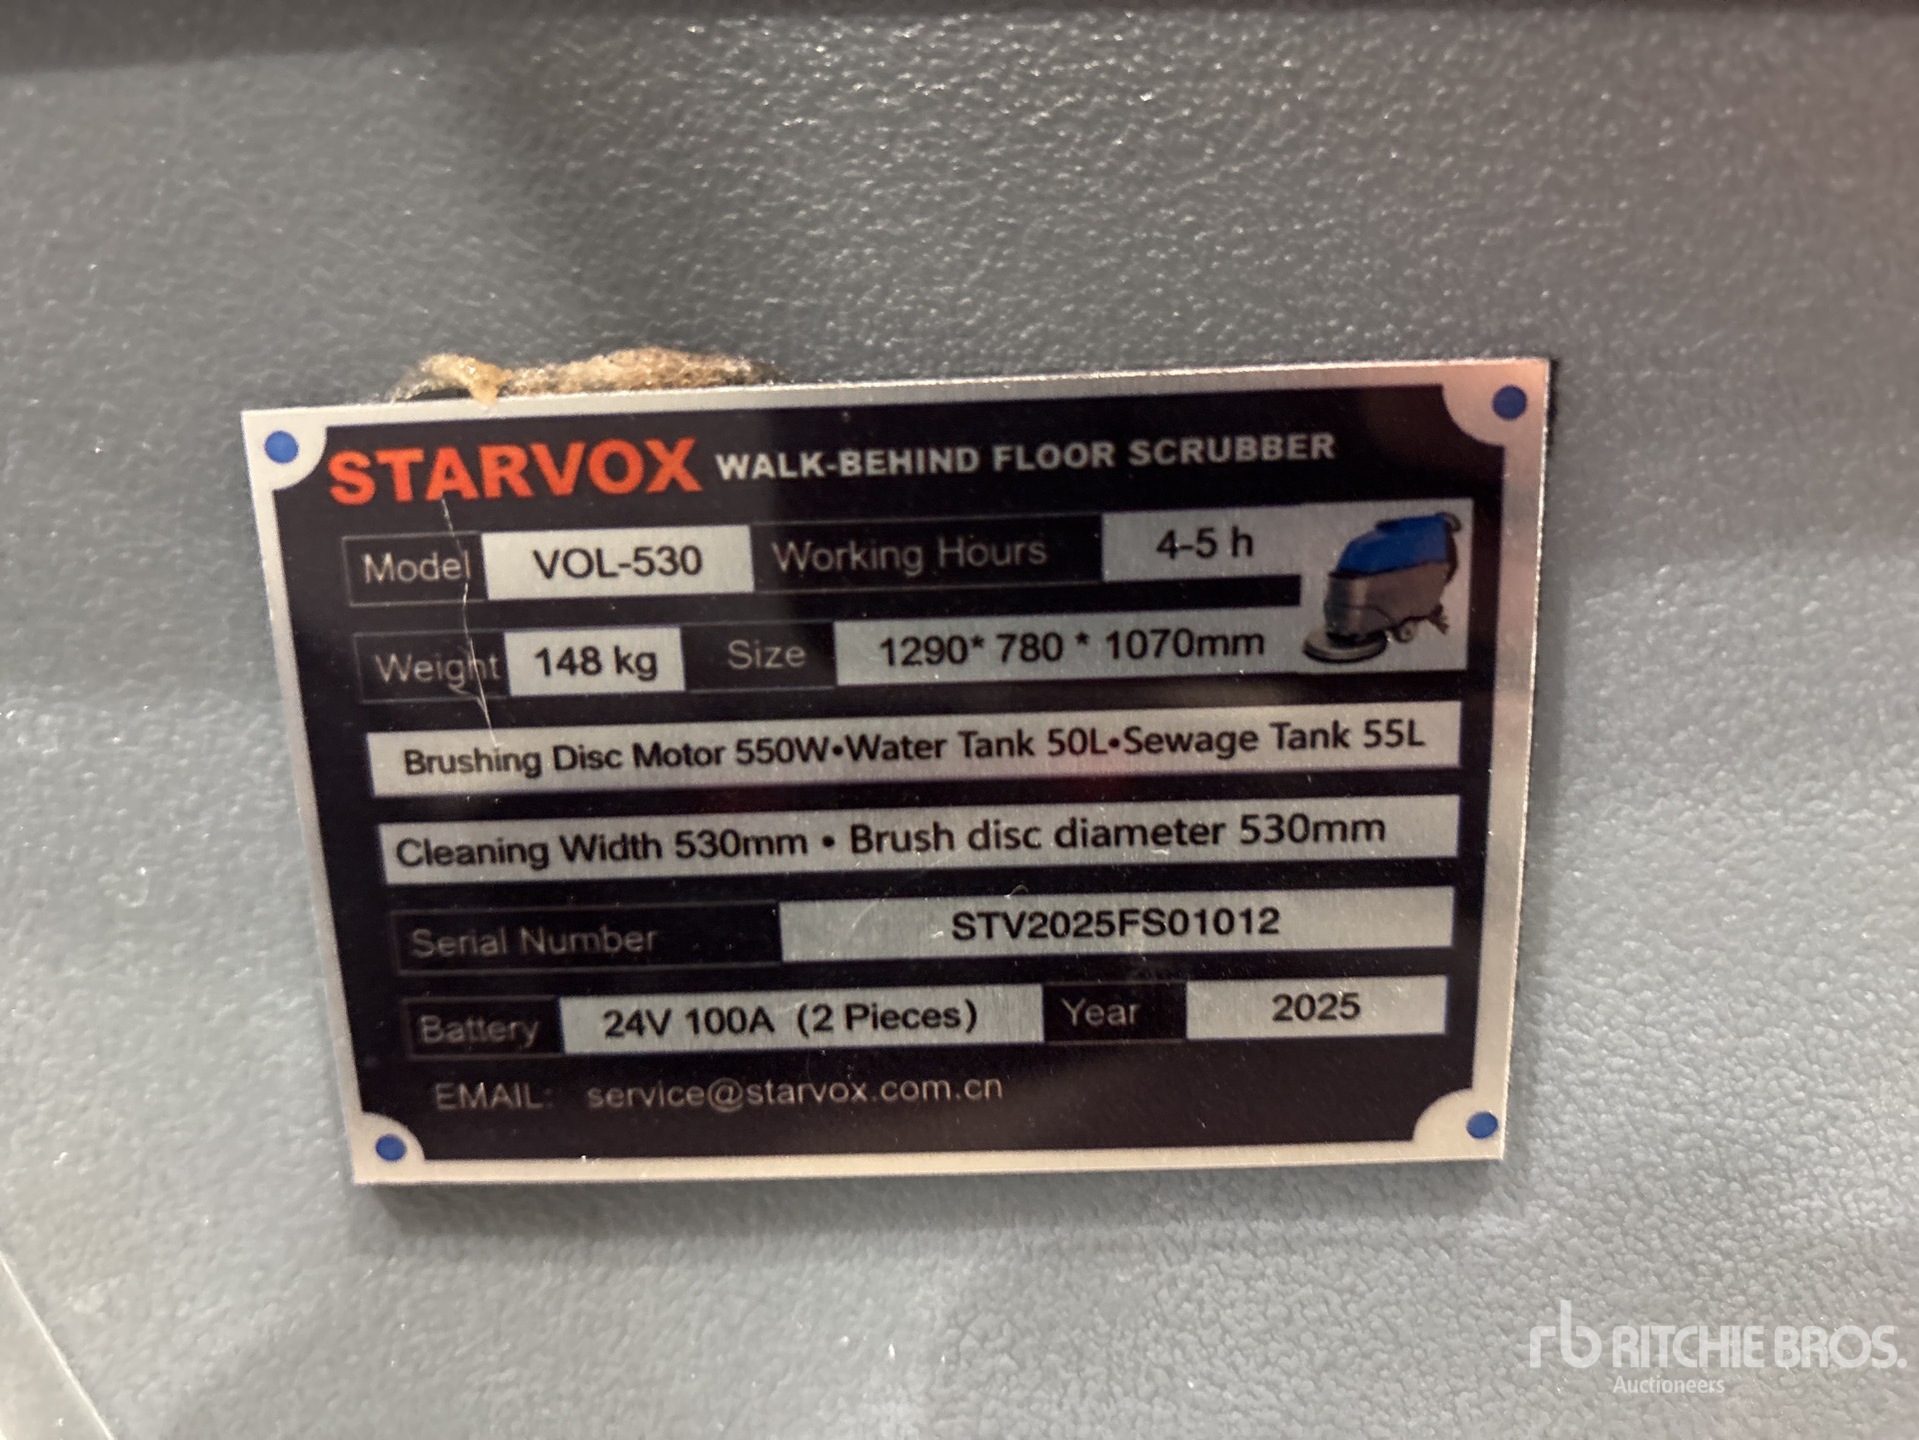 STARVOX WALK-BEHIND FLOOR SCRUBBER
Model VOL-530 Working Hours 4-5 h
Weight 148 kg Size 1290* 780 * 1070mm
Brushing Disc Motor 550W•Water Tank 50L•Sewage Tank 55L
Cleaning Width 530mm • Brush disc diameter 530mm
Serial Number STV2025FS01012
Battery 24V 100A (2 Pieces) Year 2025
EMAIL: service@starvox.com.cn
rb RITCHIE BROS.
Auctioneers